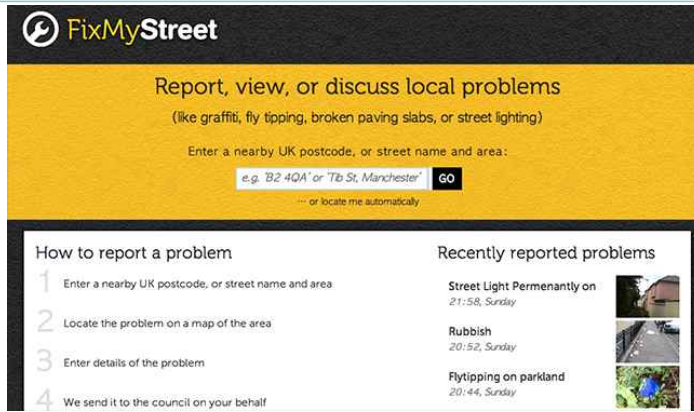 FixMyStreet
Report, view, or discuss local problems
(like graffiti, fly tipping, broken paving slabs, or street lighting)
Enter a nearby UK postcode, or street name and area:
e.g. 'B2 4QA' or 'Tib St, Manchester' GO
… or locate me automatically
How to report a problem
1 Enter a nearby UK postcode, or street name and area
2 Locate the problem on a map of the area
3 Enter details of the problem
4 We send it to the council on your behalf
Recently reported problems
Street Light Permenantly on
21:58, Sunday
Rubbish
20:52, Sunday
Flytipping on parkland
20:44, Sunday